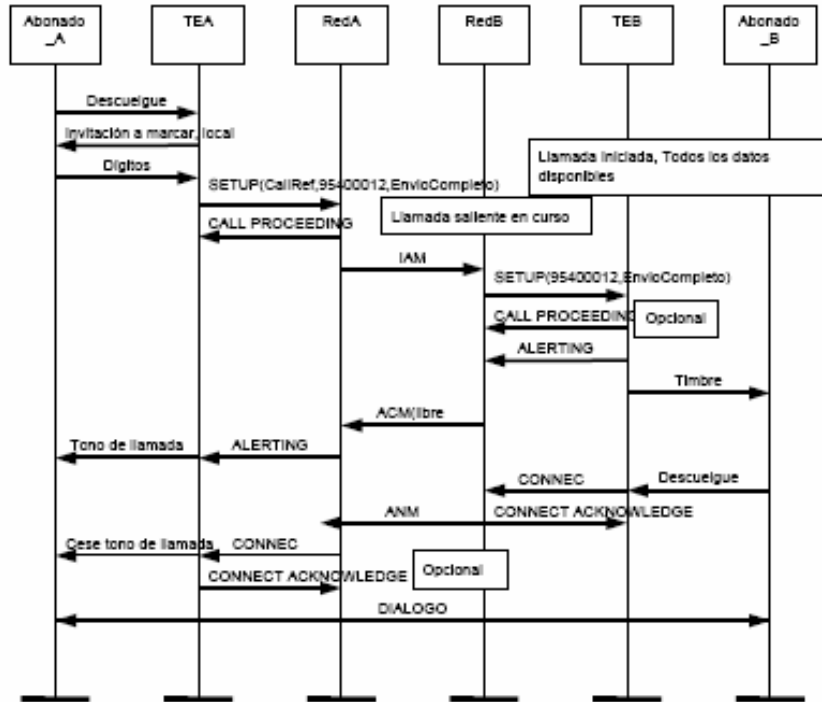 Abonado
_A
TEA
RedA
RedB
TEB
Abonado
_B
Descuelgue
Invitación a marcar, local
Dígitos
Llamada iniciada, Todos los datos
disponibles
SETUP(CallRef,95400012,EnvioCompleto)
Llamada saliente en curso
CALL PROCEEDING
IAM
SETUP(95400012,EnvioCompleto)
CALL PROCEEDING
Opcional
ALERTING
Timbre
ACM(libre
Tono de llamada
ALERTING
CONNEC
Descuelgue
ANM
CONNECT ACKNOWLEDGE
Cese tono de llamada
CONNEC
CONNECT ACKNOWLEDGE
Opcional
DIALOGO